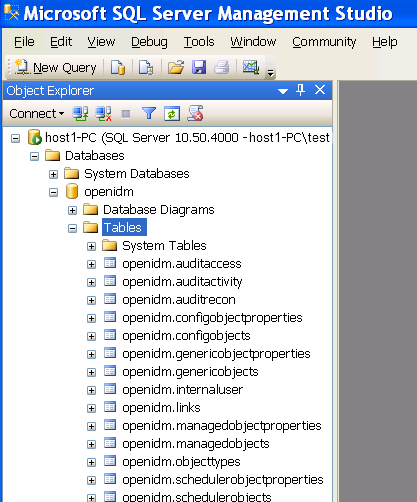 Microsoft SQL Server Management Studio
File Edit View Debug Tools Window Community Help
New Query
Object Explorer
Connect
host1-PC (SQL Server 10.50.4000 - host1-PC\test
Databases
System Databases
openidm
Database Diagrams
Tables
System Tables
openidm.auditaccess
openidm.auditactivity
openidm.auditrecon
openidm.configobjectproperties
openidm.configobjects
openidm.genericobjectproperties
openidm.genericobjects
openidm.internaluser
openidm.links
openidm.managedobjectproperties
openidm.managedobjects
openidm.objecttypes
openidm.schedulerobjectproperties
openidm.schedulerobjects